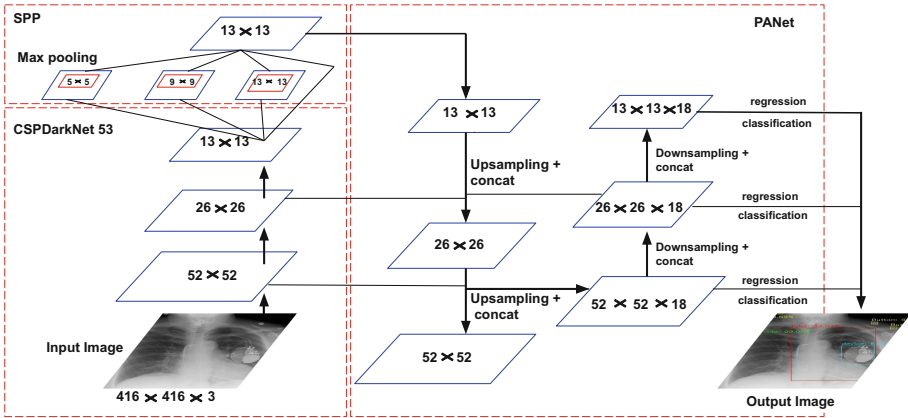 SPP
PANet
13 × 13
Max pooling
5 × 5
9 × 9
13 × 13
CSPDarkNet 53
13 × 13
26 × 26
52 × 52
Input Image
416 × 416 × 3
13 × 13
Upsampling +
concat
26 × 26
Upsampling +
concat
52 × 52
13 × 13 × 18
Downsampling +
concat
26 × 26 × 18
Downsampling +
concat
52 × 52 × 18
regression
classification
regression
classification
regression
classification
Output Image